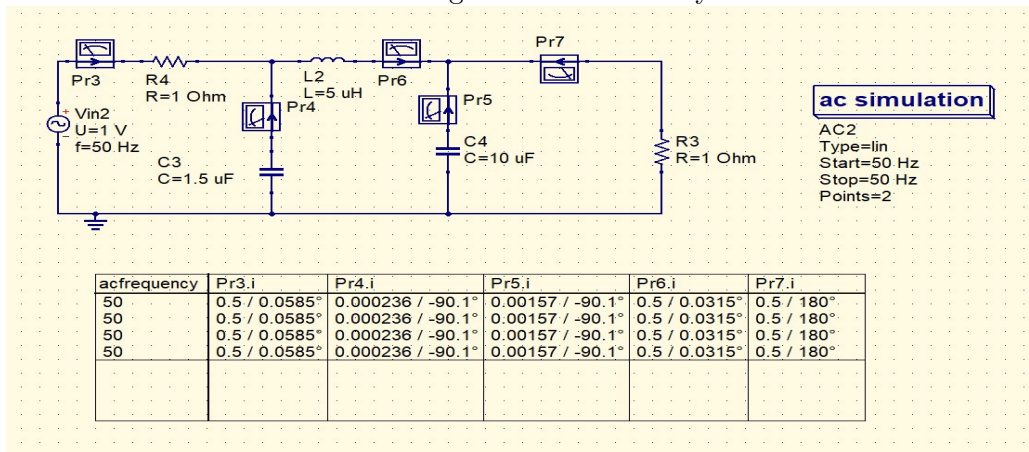 Pr3
R4
R=1 Ohm
L2
L=5 uH
Pr6
Pr7
Pr4
Pr5
Vin2
U=1 V
f=50 Hz
C3
C=1.5 uF
C4
C=10 uF
R3
R=1 Ohm
ac simulation
AC2
Type=lin
Start=50 Hz
Stop=50 Hz
Points=2
acfrequency Pr3.i Pr4.i Pr5.i Pr6.i Pr7.i
50 0.5 / 0.0585° 0.000236 / -90.1° 0.00157 / -90.1° 0.5 / 0.0315° 0.5 / 180°
50 0.5 / 0.0585° 0.000236 / -90.1° 0.00157 / -90.1° 0.5 / 0.0315° 0.5 / 180°
50 0.5 / 0.0585° 0.000236 / -90.1° 0.00157 / -90.1° 0.5 / 0.0315° 0.5 / 180°
50 0.5 / 0.0585° 0.000236 / -90.1° 0.00157 / -90.1° 0.5 / 0.0315° 0.5 / 180°